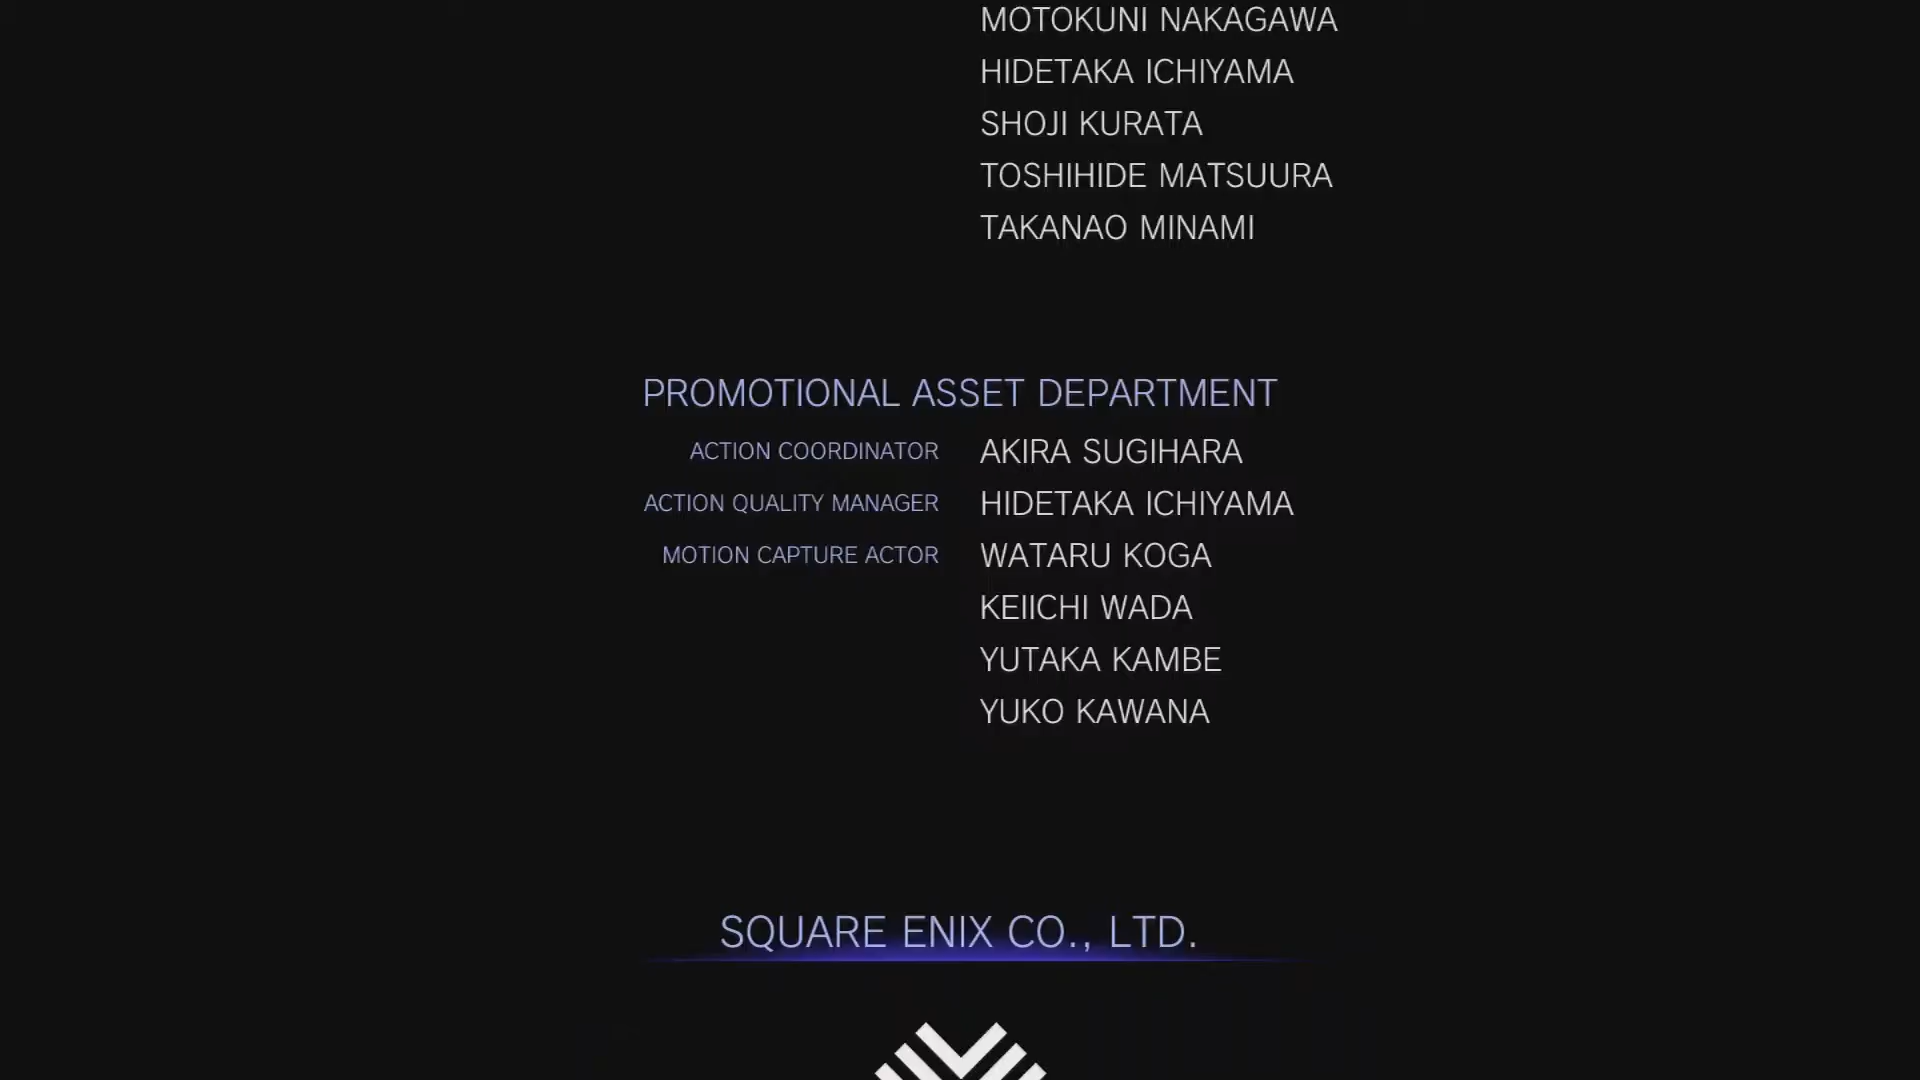 MOTOKUNI NAKAGAWA
HIDETAKA ICHIYAMA
SHOJI KURATA
TOSHIHIDE MATSUURA
TAKANAO MINAMI
PROMOTIONAL ASSET DEPARTMENT
ACTION COORDINATOR AKIRA SUGIHARA
ACTION QUALITY MANAGER HIDETAKA ICHIYAMA
MOTION CAPTURE ACTOR WATARU KOGA
KEIICHI WADA
YUTAKA KAMBE
YUKO KAWANA
SQUARE ENIX CO., LTD.